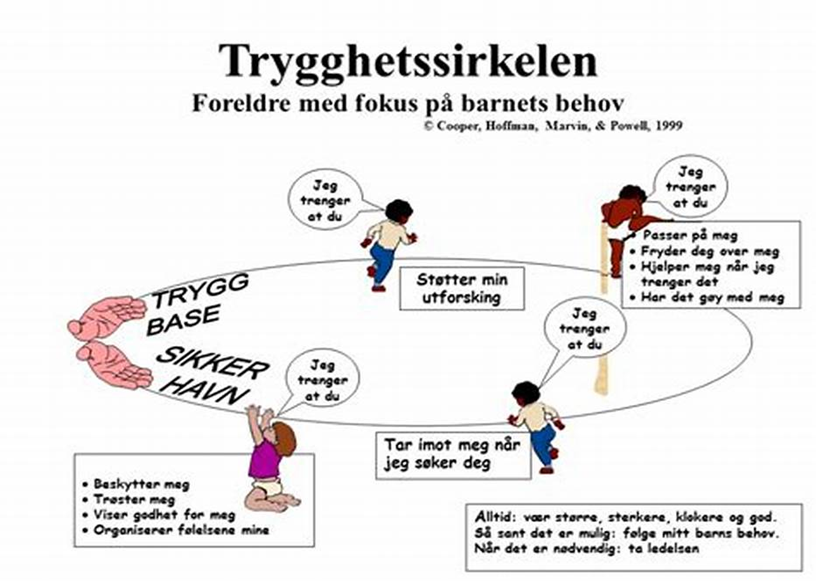 Trygghetssirkelen
Foreldre med fokus på barnets behov
© Cooper, Hoffman, Marvin, & Powell, 1999
Jeg
trenger
at du
Støtter min
utforsking
Jeg
trenger
at du
• Passer på meg
• Fryder deg over meg
• Hjelper meg når jeg
trenger det
• Har det gøy med meg
TRYGG
BASE
SIKKER
HAVN
Jeg
trenger
at du
Tar imot meg når
jeg søker deg
Jeg
trenger
at du
• Beskytter meg
• Trøster meg
• Viser godhet for meg
• Organiserer følelsene mine
Alltid: vær større, sterkere, klokere og god.
Så sant det er mulig: følge mitt barns behov.
Når det er nødvendig: ta ledelsen